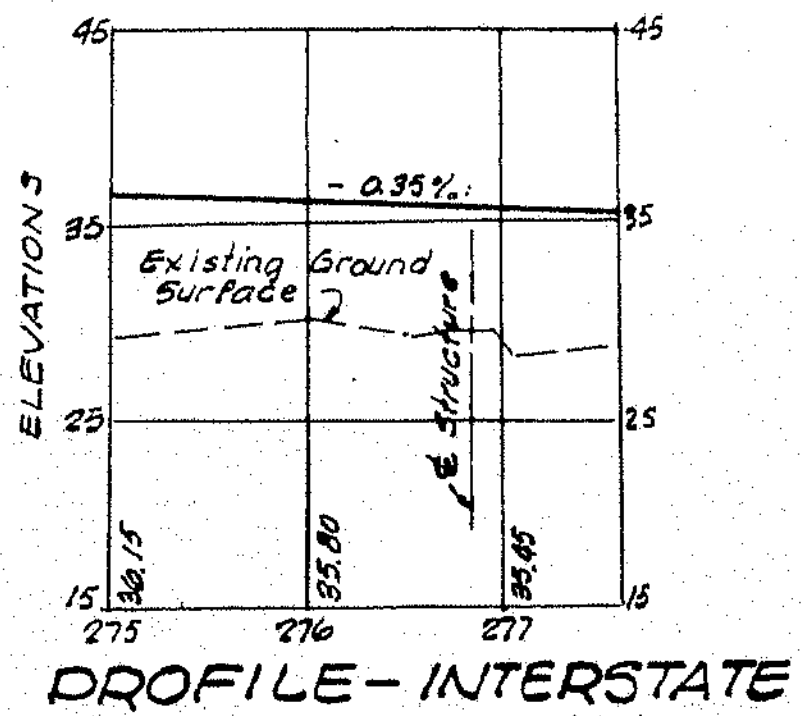 45 45
- 0.35%.
ELEVATIONS
35 35
Existing Ground
Surface
℄ Structure
25 25
36.15 35.80 35.45
15 15
275 276 277
PROFILE - INTERSTATE